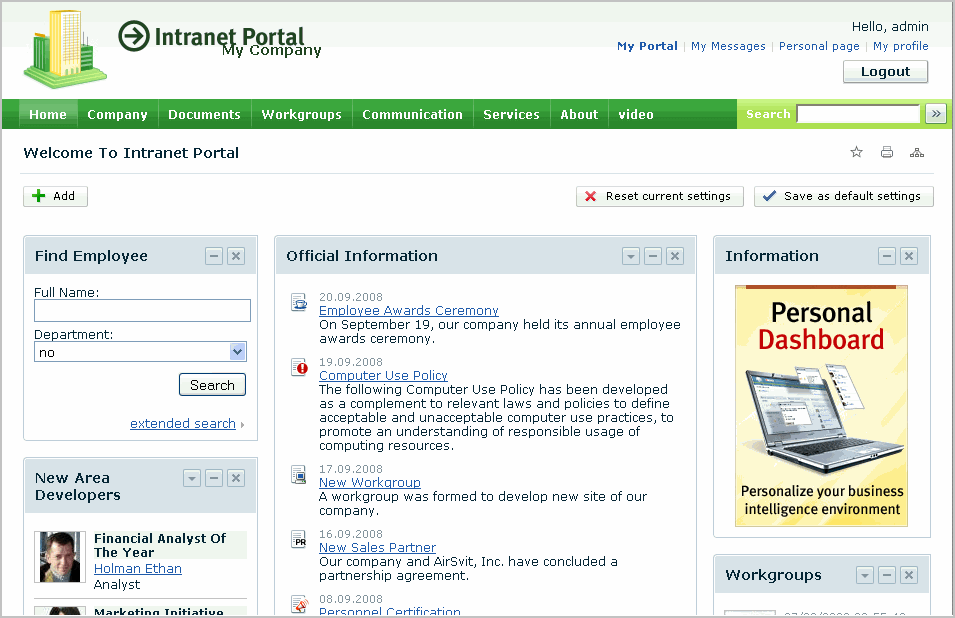 Intranet Portal
My Company
Hello, admin
My Portal | My Messages | Personal page | My profile
Logout
Home Company Documents Workgroups Communication Services About video Search »
Welcome To Intranet Portal
Add
Reset current settings
Save as default settings
Find Employee
Full Name:
Department:
no
Search
extended search
New Area
Developers
Financial Analyst Of
The Year
Holman Ethan
Analyst
Marketing Initiative
Official Information
20.09.2008
Employee Awards Ceremony
On September 19, our company held its annual employee
awards ceremony.
19.09.2008
Computer Use Policy
The following Computer Use Policy has been developed
as a complement to relevant laws and policies to define
acceptable and unacceptable computer use practices, to
promote an understanding of responsible usage of
computing resources.
17.09.2008
New Workgroup
A workgroup was formed to develop new site of our
company.
PR
16.09.2008
New Sales Partner
Our company and AirSvit, Inc. have concluded a
partnership agreement.
08.09.2008
Personnel Certification
Information
Personal
Dashboard
Personalize your business
intelligence environment
Workgroups